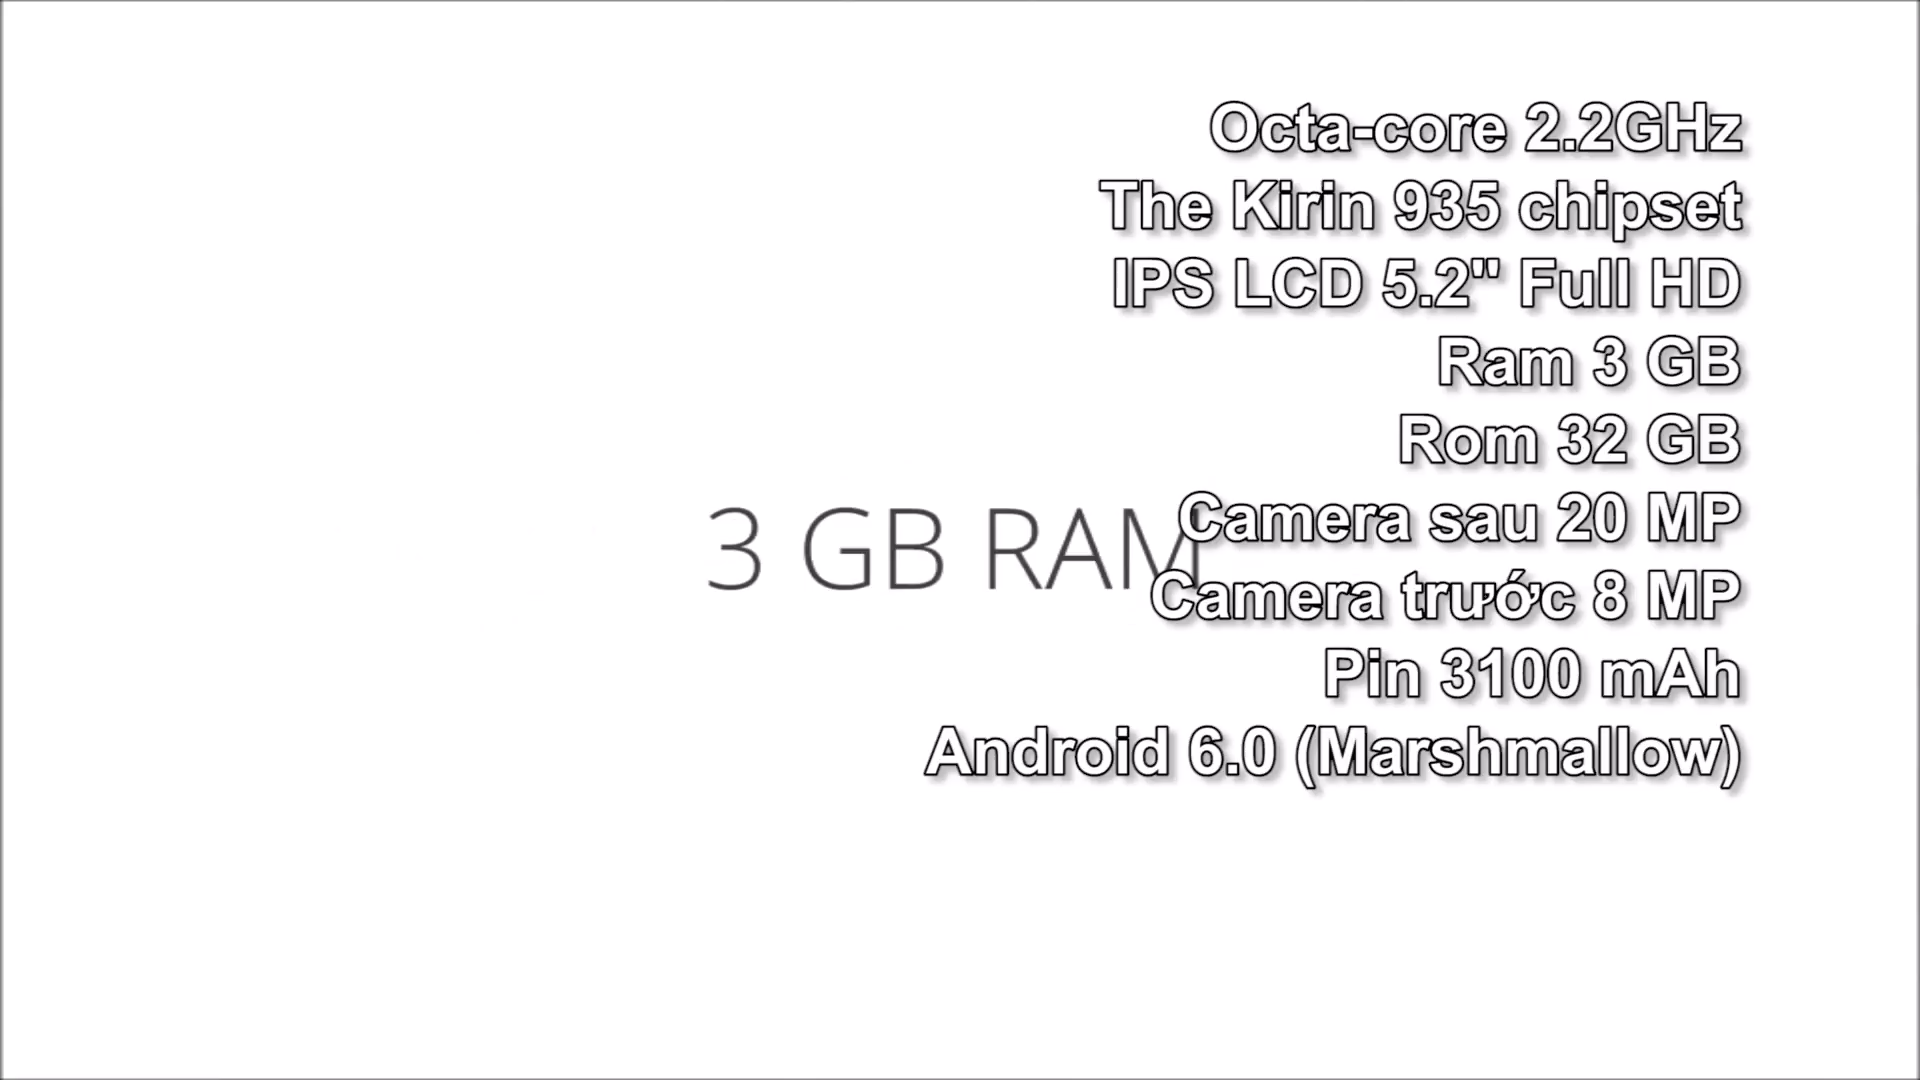 Octa-core 2.2GHz
The Kirin 935 chipset
IPS LCD 5.2" Full HD
Ram 3 GB
Rom 32 GB
3 GB RAM
Camera sau 20 MP
Camera trước 8 MP
Pin 3100 mAh
Android 6.0 (Marshmallow)